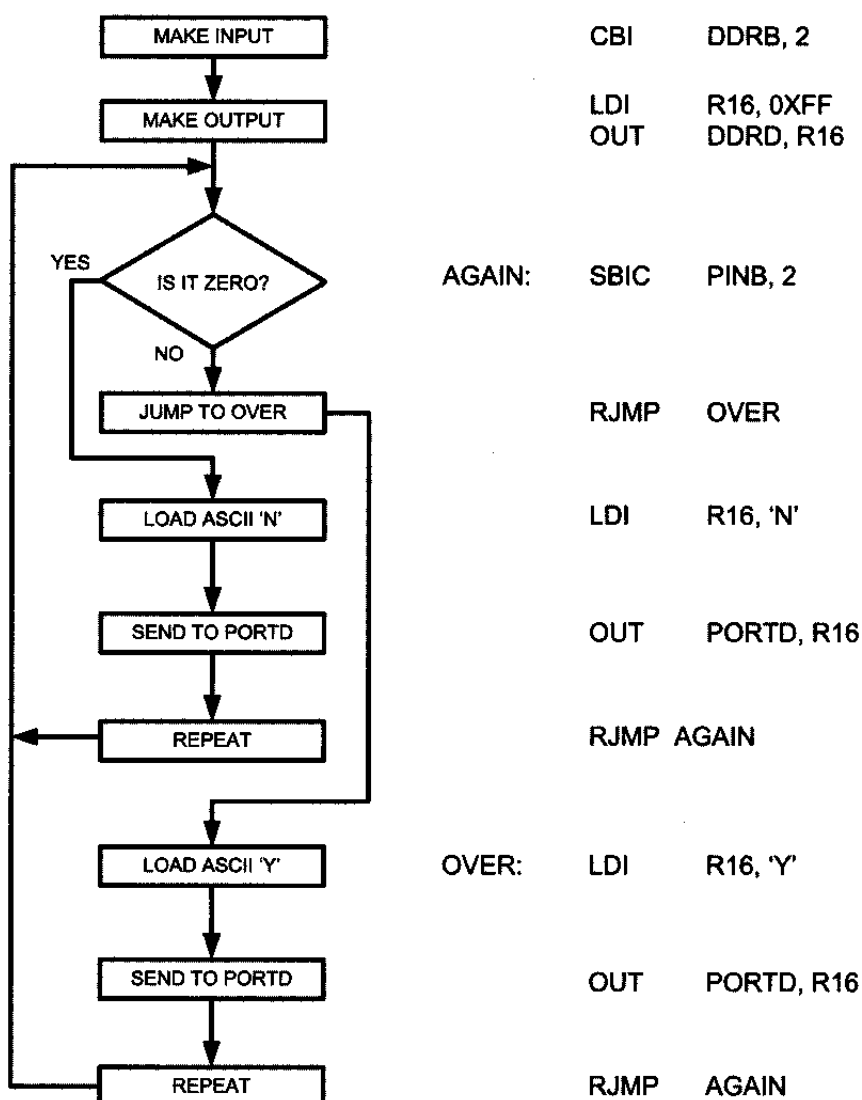 MAKE INPUT CBI DDRB, 2
LDI R16, 0XFF
MAKE OUTPUT
OUT DDRD, R16
YES
IS IT ZERO? AGAIN: SBIC PINB, 2
NO
JUMP TO OVER RJMP OVER
LOAD ASCII 'N' LDI R16, 'N'
SEND TO PORTD OUT PORTD, R16
REPEAT RJMP AGAIN
LOAD ASCII 'Y' OVER: LDI R16, 'Y'
SEND TO PORTD OUT PORTD, R16
REPEAT RJMP AGAIN